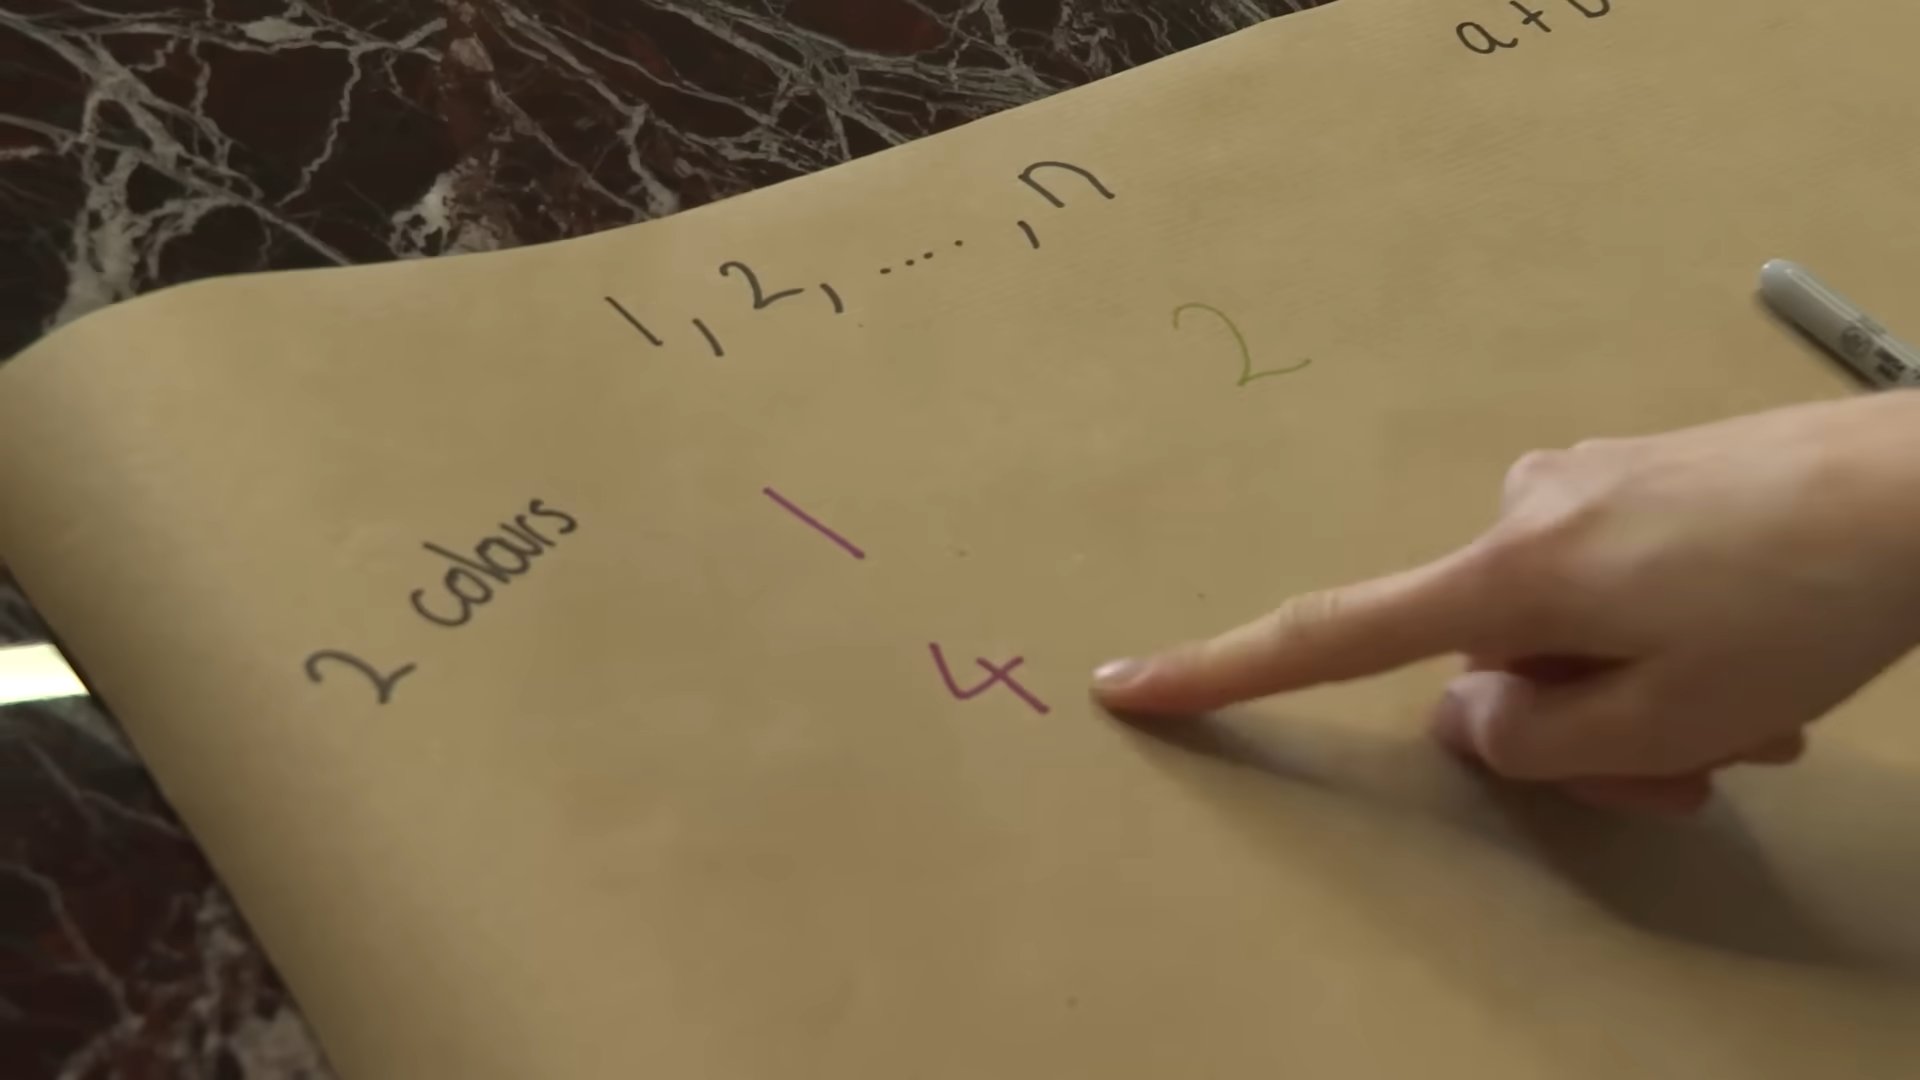 a+b
1, 2, ....., n
2
2 colours
1
4